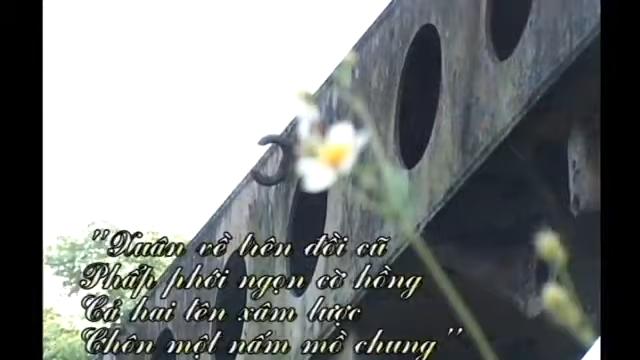 "Xuân về trên đồi cũ
Phấp phới ngọn cờ hồng
Cả hai tên xâm lược
Chôn một nấm mồ chung"